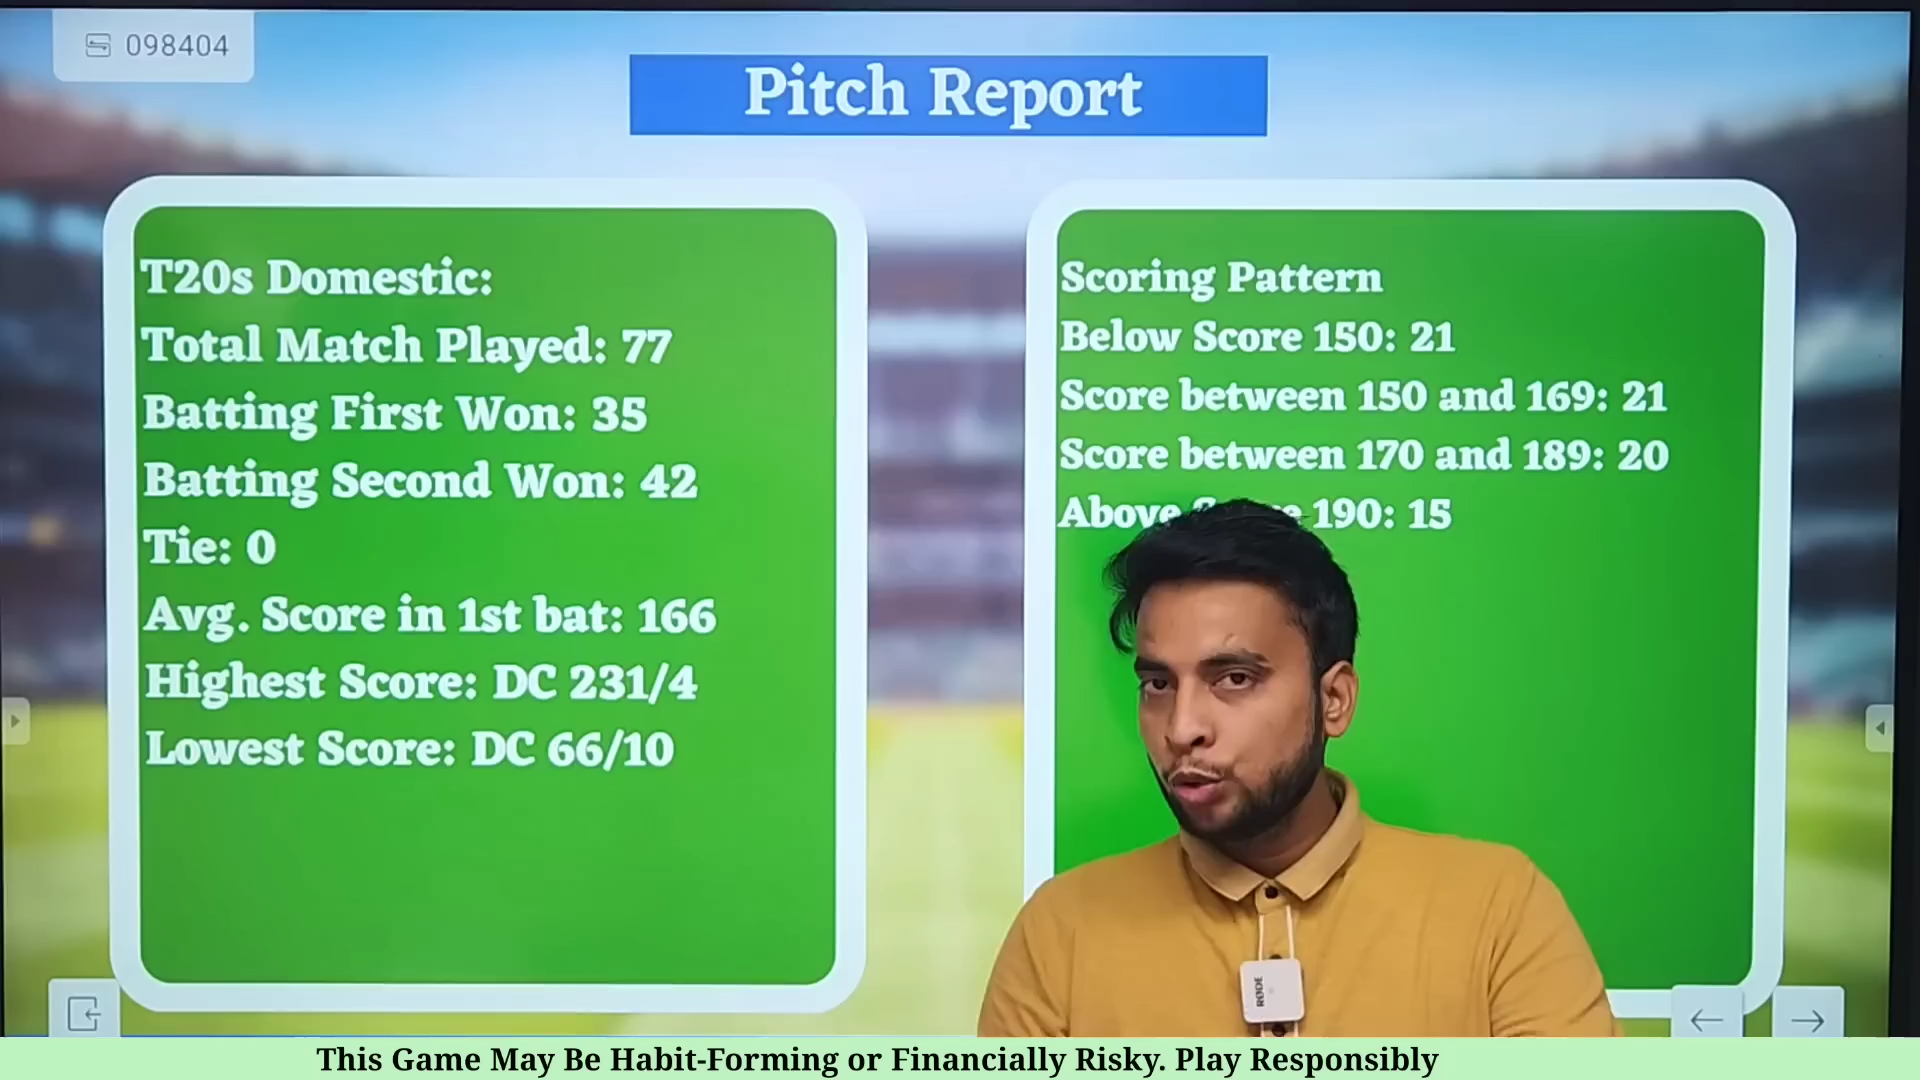 098404
Pitch Report
T20s Domestic:
Total Match Played: 77
Batting First Won: 35
Batting Second Won: 42
Tie: 0
Avg. Score in 1st bat: 166
Highest Score: DC 231/4
Lowest Score: DC 66/10
Scoring Pattern
Below Score 150: 21
Score between 150 and 169: 21
Score between 170 and 189: 20
Above 190: 15
RODE
This Game May Be Habit-Forming or Financially Risky. Play Responsibly